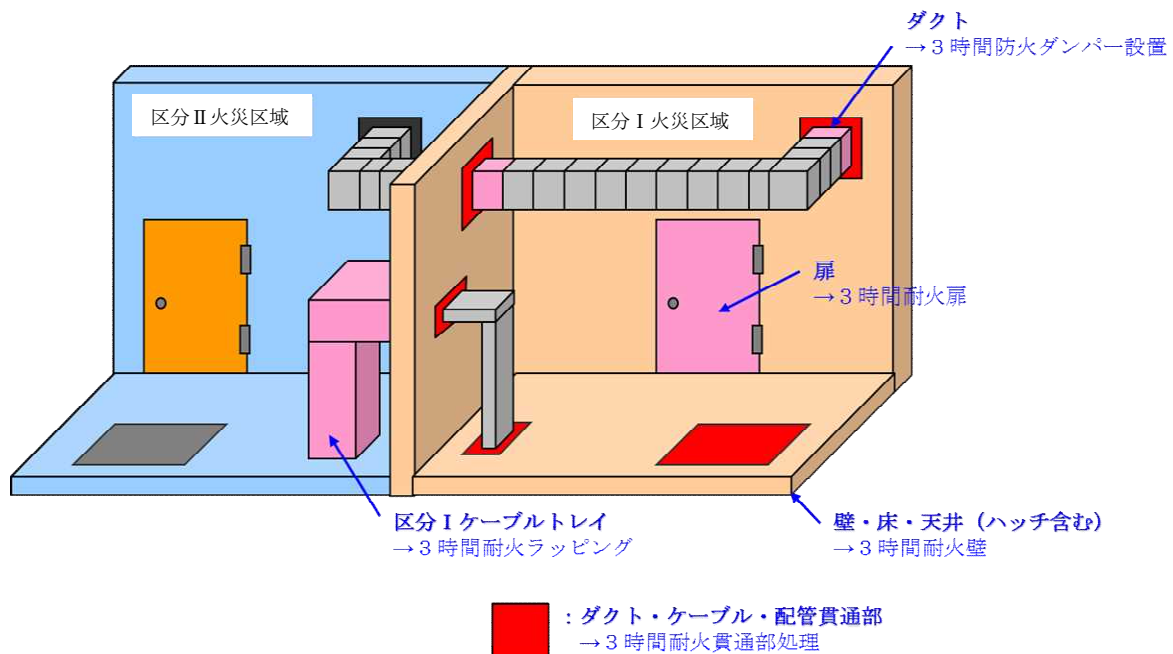 ダクト
→３時間防火ダンパー設置
区分Ⅱ火災区域
区分Ⅰ火災区域
扉
→３時間耐火扉
区分Ⅰケーブルトレイ
→３時間耐火ラッピング
壁・床・天井（ハッチ含む）
→３時間耐火壁
：ダクト・ケーブル・配管貫通部
→３時間耐火貫通部処理